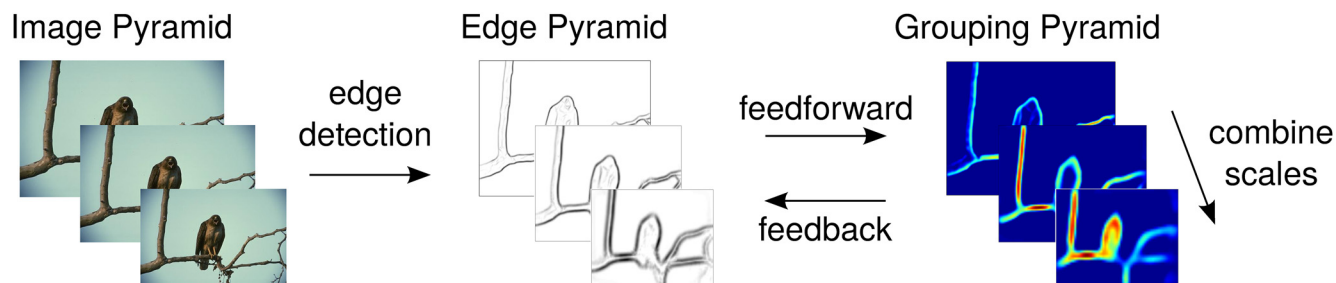 Image Pyramid
Edge Pyramid
Grouping Pyramid
edge
detection
feedforward
feedback
combine
scales